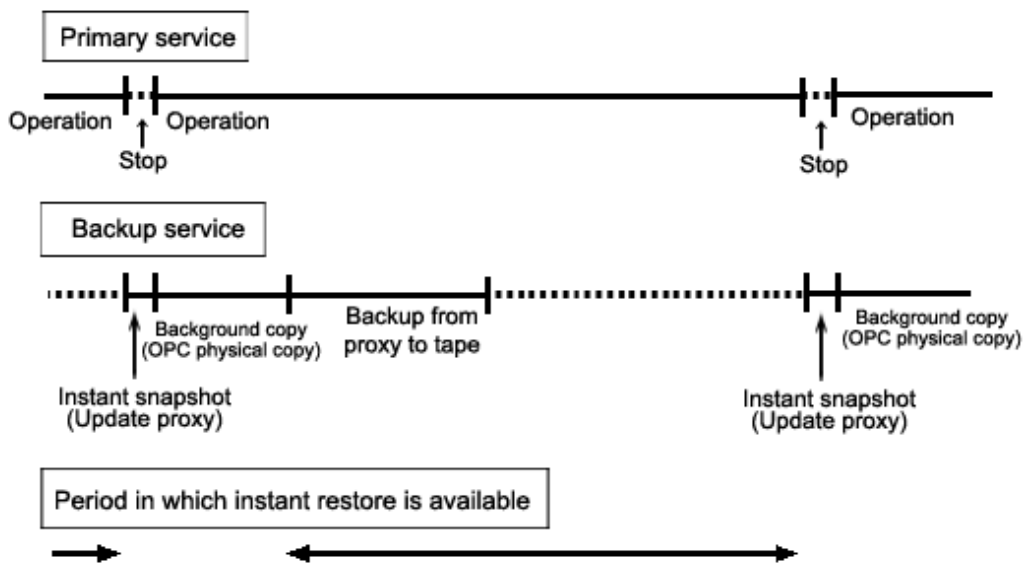 Primary service
Operation
Operation
Operation
Stop
Stop
Backup service
Background copy
(OPC physical copy)
Backup from
proxy to tape
Background copy
(OPC physical copy)
Instant snapshot
(Update proxy)
Instant snapshot
(Update proxy)
Period in which instant restore is available